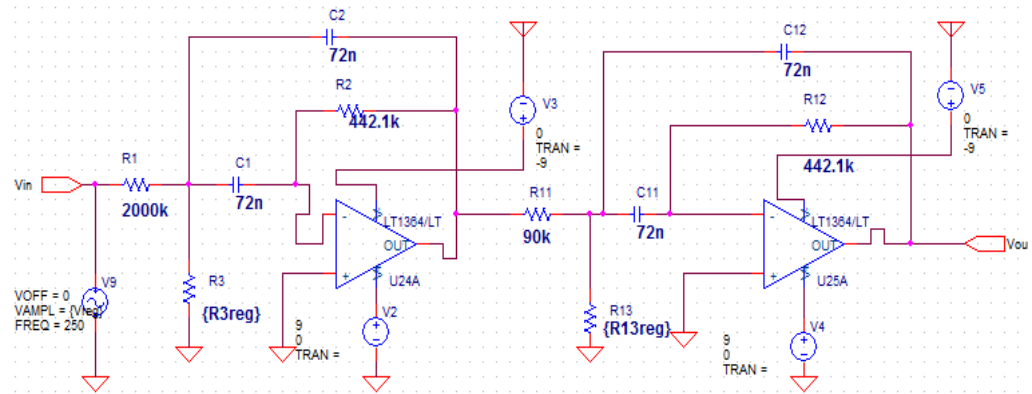 C2
72n
R2
442.1k
V3
0
TRAN =
-9
C12
72n
R12
442.1k
V5
0
TRAN =
-9
Vin
R1
2000k
C1
72n
LT1364/LT
OUT
U24A
-
+
R11
90k
C11
72n
LT1364/LT
OUT
U25A
-
+
Vou
R3
{R3reg}
V9
VOFF = 0
VAMPL = {Vreg}
FREQ = 250
V2
9
0
TRAN =
R13
{R13reg}
V4
9
0
TRAN =